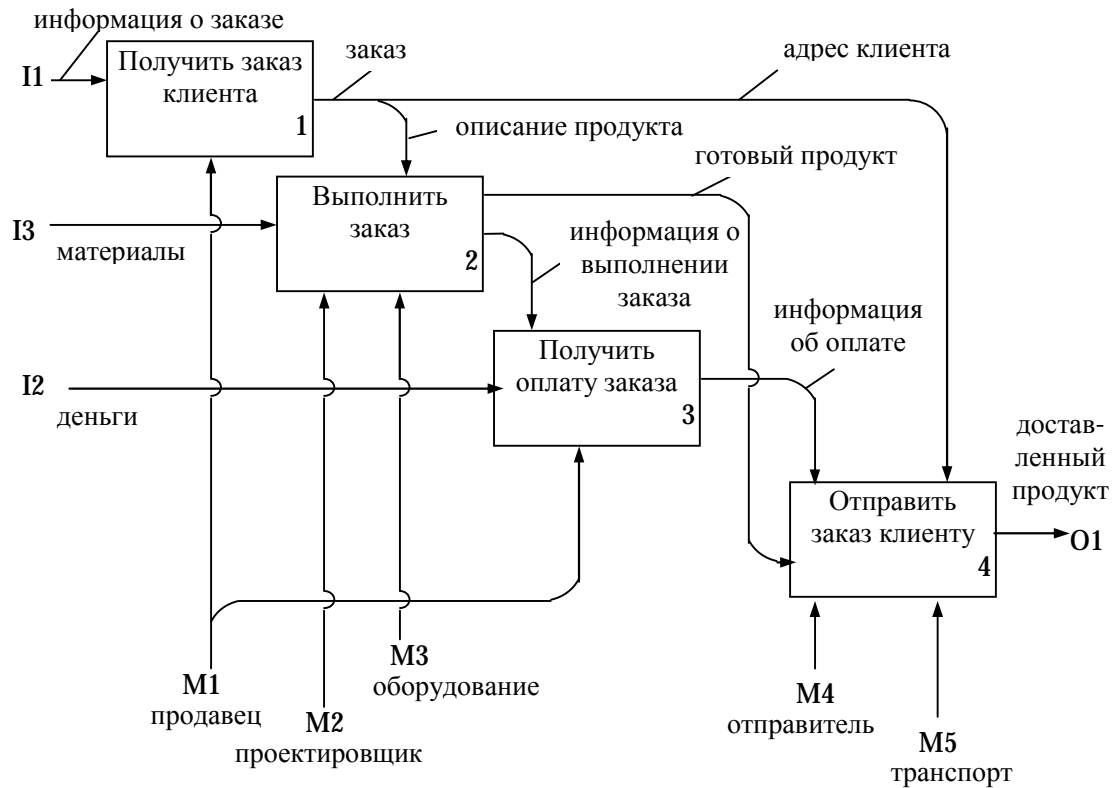 информация о заказе
I1
Получить заказ
клиента
1
заказ
адрес клиента
описание продукта
готовый продукт
I3
материалы
Выполнить
заказ
2
информация о
выполнении
заказа
информация
об оплате
I2
деньги
Получить
оплату заказа
3
достав-
ленный
продукт
Отправить
заказ клиенту
4
O1
M1
продавец
M2
проектировщик
M3
оборудование
M4
отправитель
M5
транспорт